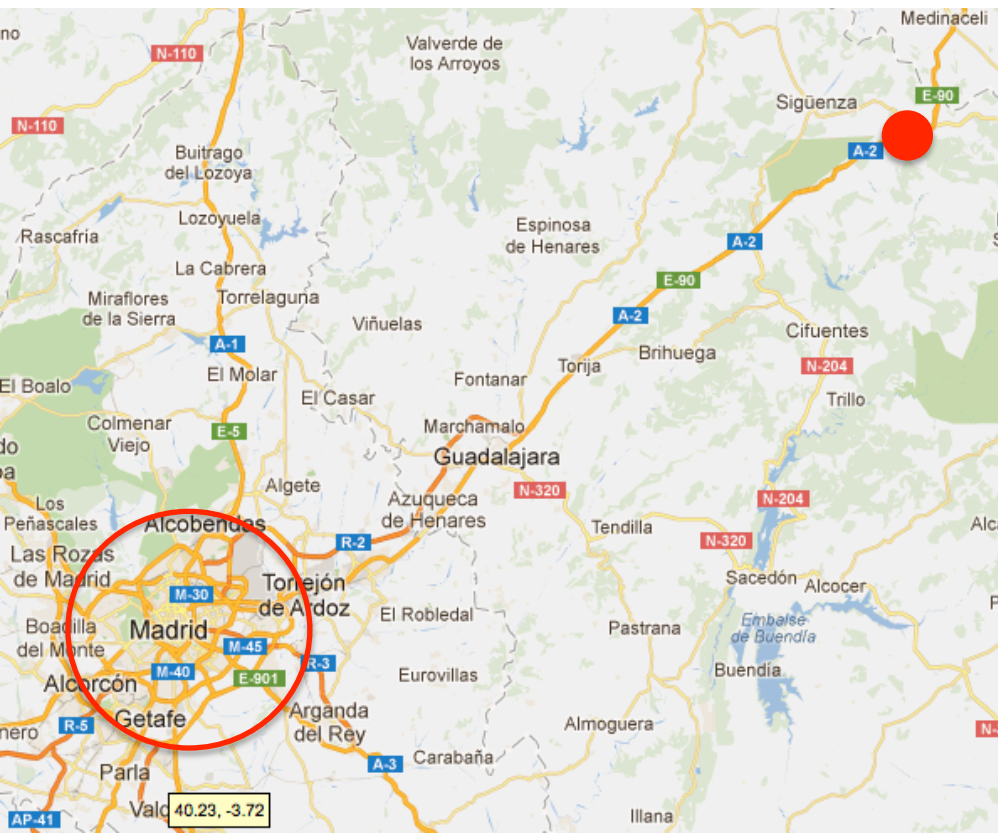 Medinaceli
no
N-110
Valverde de
los Arroyos
E-90
Sigüenza
N-110
A-2
Buitrago
del Lozoya
Lozoyuela
Rascafría
Espinosa
de Henares
A-2
La Cabrera
E-90
Miraflores
de la Sierra
Torrelaguna
Viñuelas
A-2
Cifuentes
A-1
Brihuega
Torija
N-204
El Boalo
El Molar
Fontanar
El Casar
Trillo
Colmenar
Viejo
E-5
Marchamalo
do
Guadalajara
Algete
N-320
Azuqueca
de Henares
N-204
Los
Peñascales
Alcobendas
Tendilla
Alc
R-2
N-320
Las Rozas
de Madrid
Torrejón
de Ardoz
Sacedón
Alcocer
M-30
El Robledal
Embalse
de Buendía
Boadilla
del Monte
Madrid
Pastrana
M-45
R-3
M-40
E-901
Eurovillas
Buendía
Alcorcón
Getafe
Arganda
del Rey
Almoguera
R-5
nero
N-
A-3
Carabaña
Parla
Vald
40.23, -3.72
Illana
AP-41